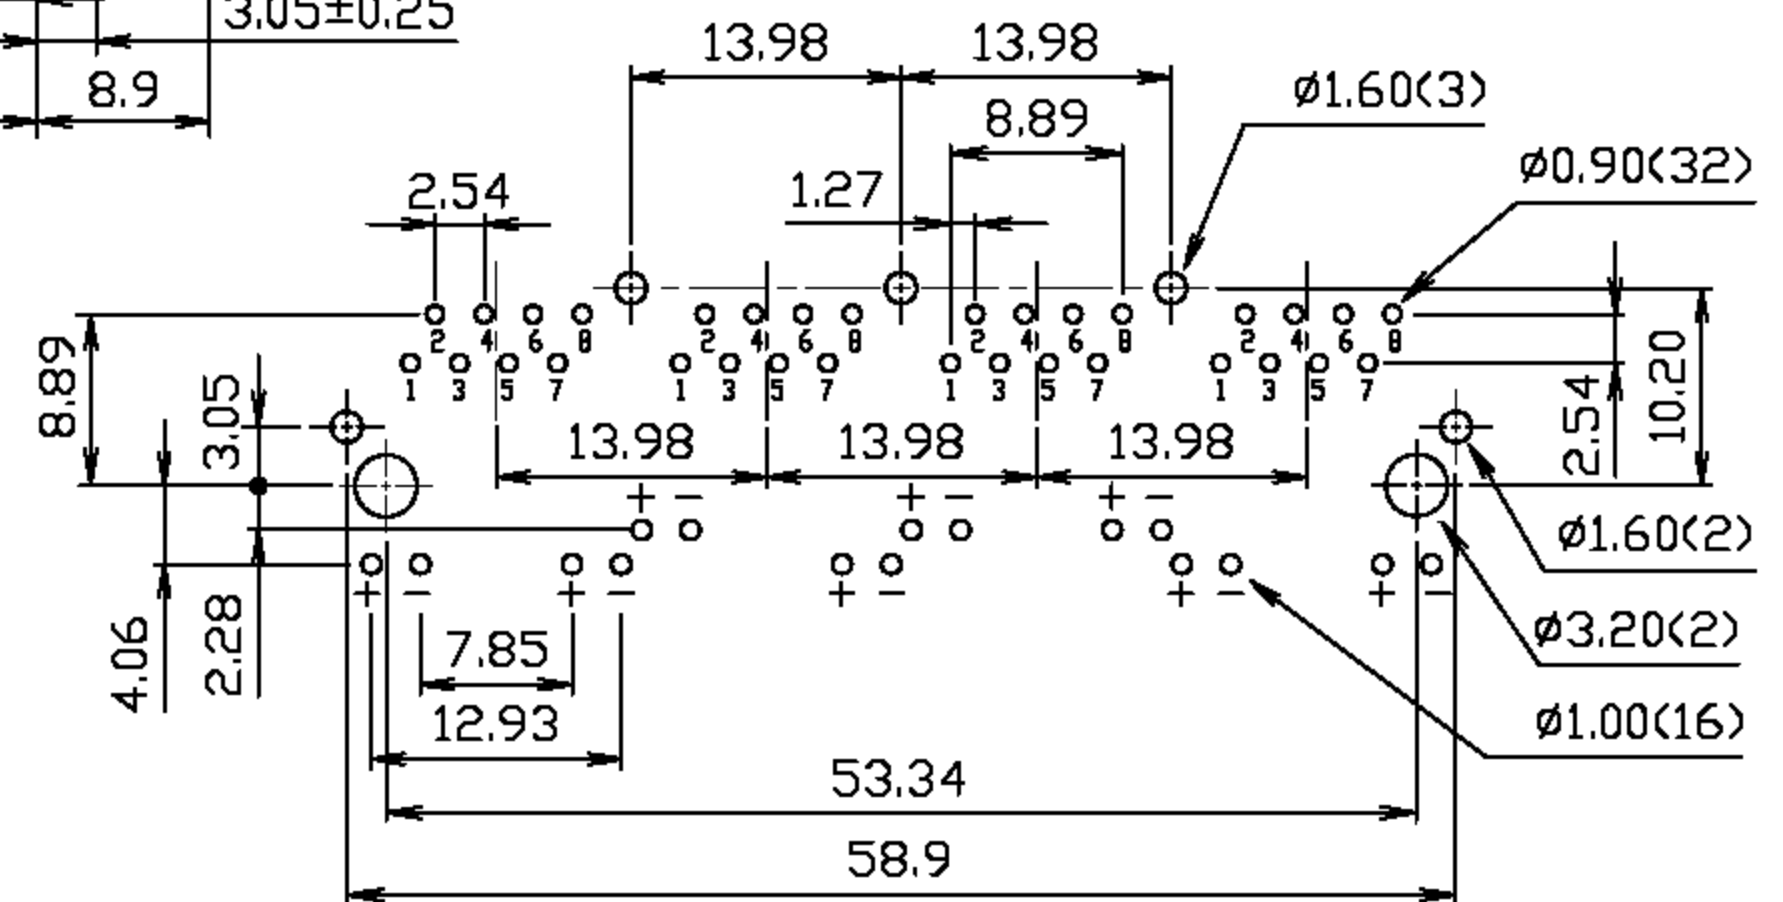 3.05±0.25
8.9
13.98 13.98
8.89
2.54
1.27
ø1.60(3)
ø0.90(32)
2 4 6 8 2 4 6 8 2 4 6 8 2 4 6 8
1 3 5 7 1 3 5 7 1 3 5 7 1 3 5 7
8.89
3.05
13.98 13.98 13.98
2.54
10.20
+ - + - + -
ø1.60(2)
+ - + - + - + - + -
4.06
2.28
7.85
ø3.20(2)
12.93
ø1.00(16)
53.34
58.9